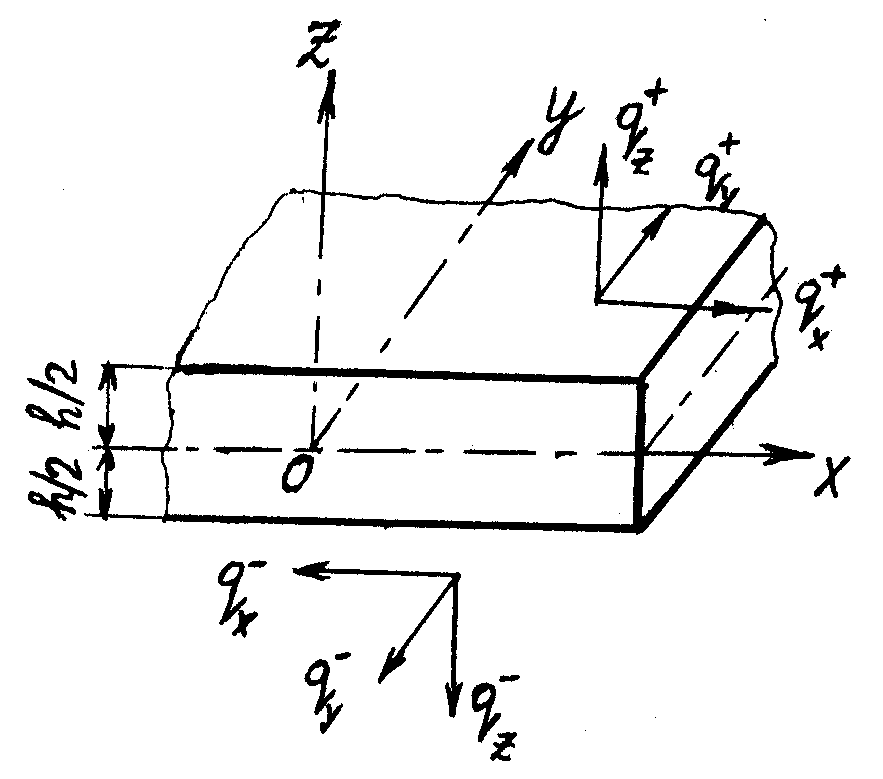 z
y
q_z^+
q_y^+
q_x^+
h/2
h/2
O
x
q_x^-
q_y^-
q_z^-